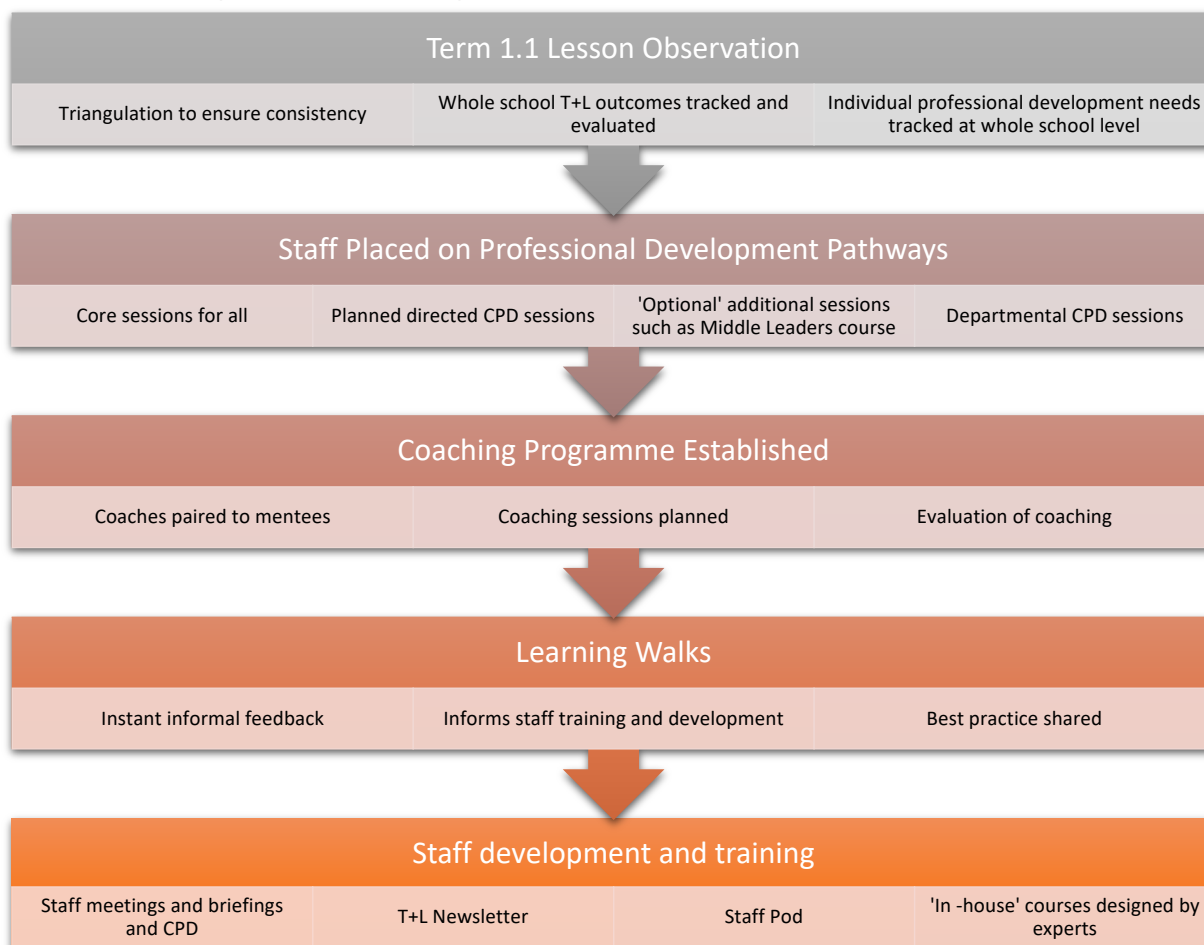 Term 1.1 Lesson Observation
Triangulation to ensure consistency
Whole school T+L outcomes tracked and
evaluated
Individual professional development needs
tracked at whole school level
Staff Placed on Professional Development Pathways
Core sessions for all
Planned directed CPD sessions
'Optional' additional sessions
such as Middle Leaders course
Departmental CPD sessions
Coaching Programme Established
Coaches paired to mentees
Coaching sessions planned
Evaluation of coaching
Learning Walks
Instant informal feedback
Informs staff training and development
Best practice shared
Staff development and training
Staff meetings and briefings
and CPD
T+L Newsletter
Staff Pod
'In -house' courses designed by
experts